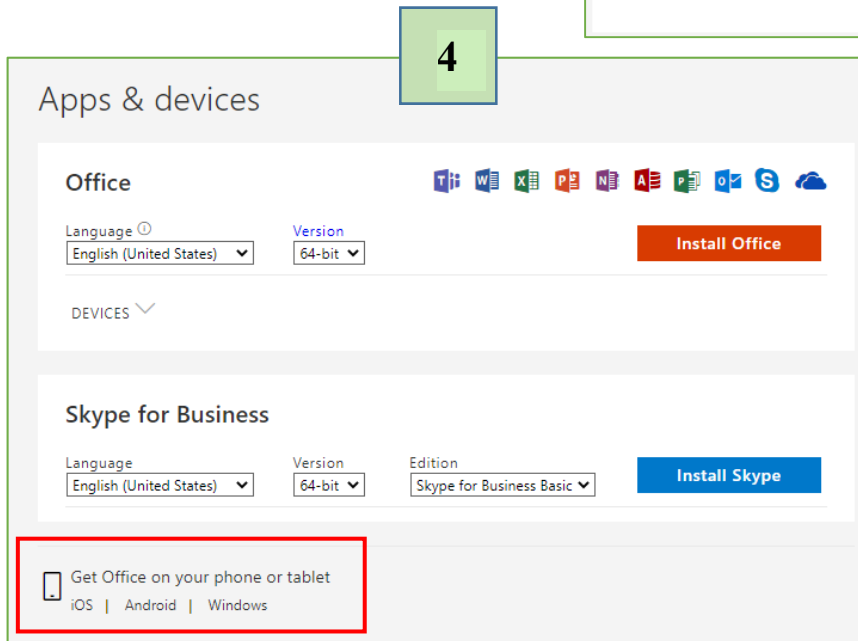 4
Apps & devices
Office
Language
Version
English (United States)
64-bit
Install Office
DEVICES
Skype for Business
Language
Version
Edition
English (United States)
64-bit
Skype for Business Basic
Install Skype
Get Office on your phone or tablet
iOS | Android | Windows